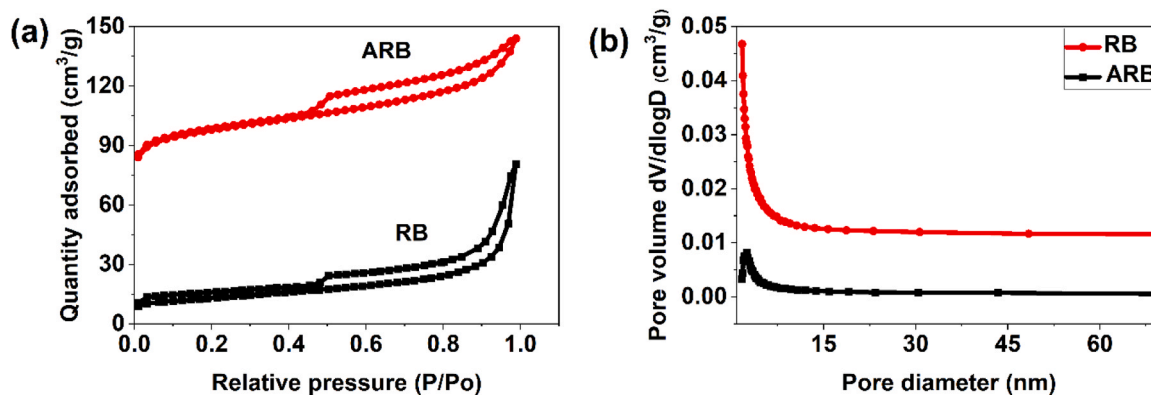 (a)
150
120
90
60
30
0
Quantity adsorbed (cm³/g)
ARB
RB
0.0 0.2 0.4 0.6 0.8 1.0
Relative pressure (P/Po)
(b)
0.05
0.04
0.03
0.02
0.01
0.00
Pore volume dV/dlogD (cm³/g)
RB
ARB
15 30 45 60
Pore diameter (nm)